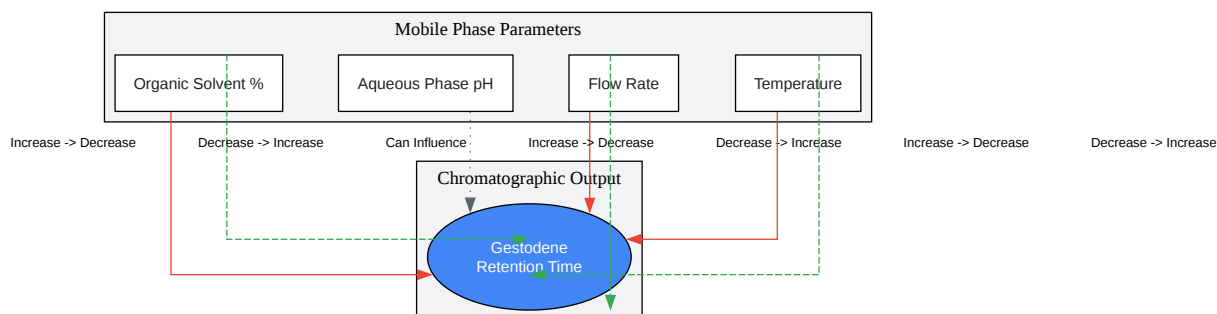 Mobile Phase Parameters
Organic Solvent %
Aqueous Phase pH
Flow Rate
Temperature
Increase -> Decrease
Decrease -> Increase
Can Influence
Increase -> Decrease
Decrease -> Increase
Increase -> Decrease
Decrease -> Increase
Chromatographic Output
Gestodene
Retention Time